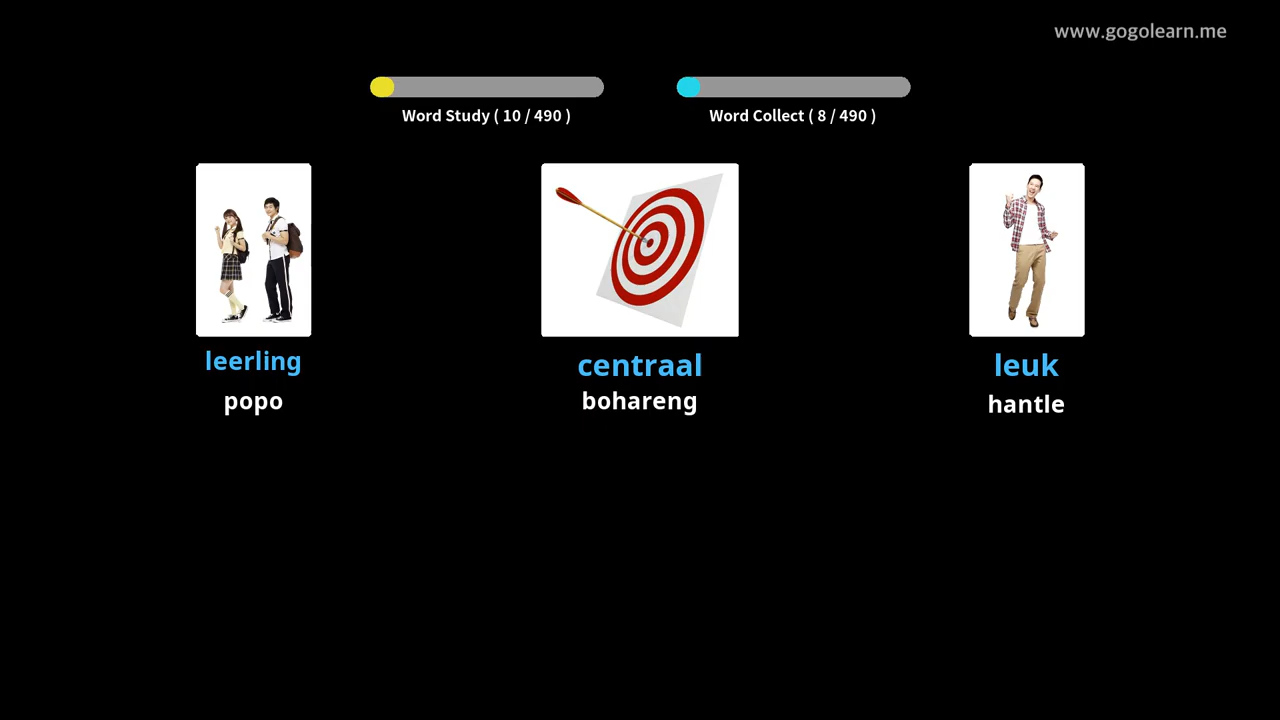 www.gogolearn.me
Word Study ( 10 / 490 )
Word Collect ( 8 / 490 )
leerling
centraal
leuk
popo
bohareng
hantle